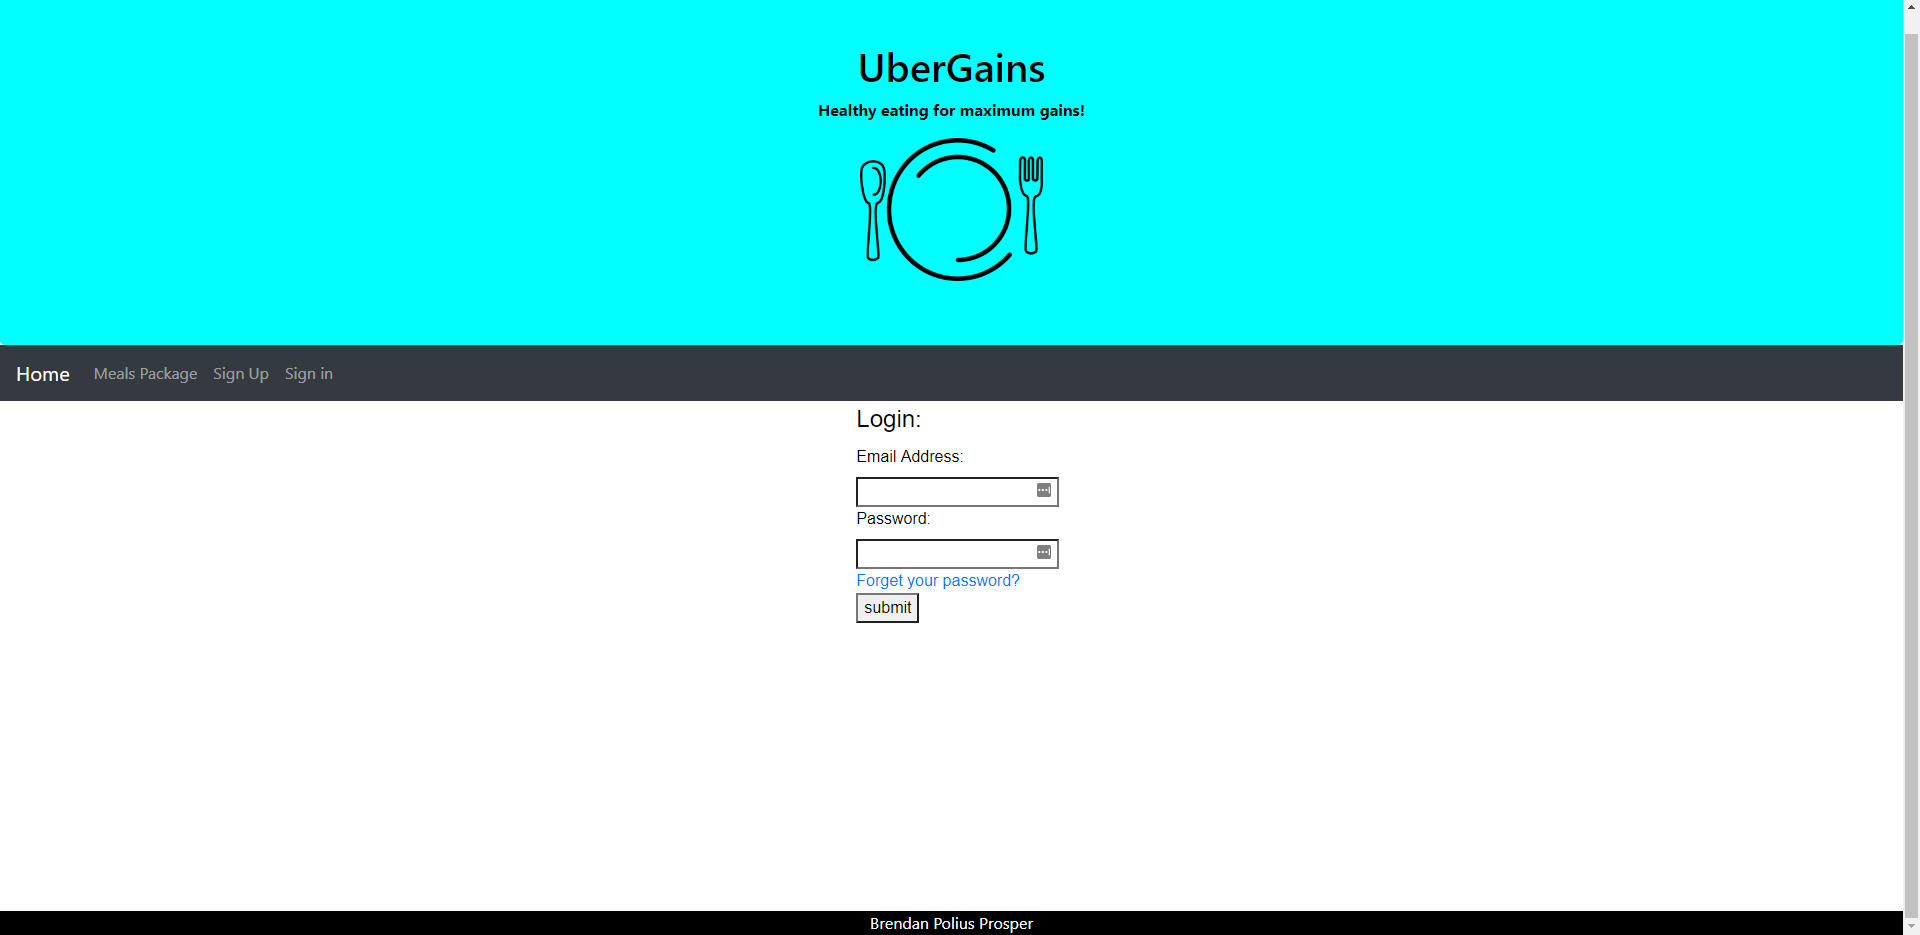 UberGains
Healthy eating for maximum gains!
Home Meals Package Sign Up Sign in
Login:
Email Address:
Password:
Forget your password?
submit
Brendan Polius Prosper